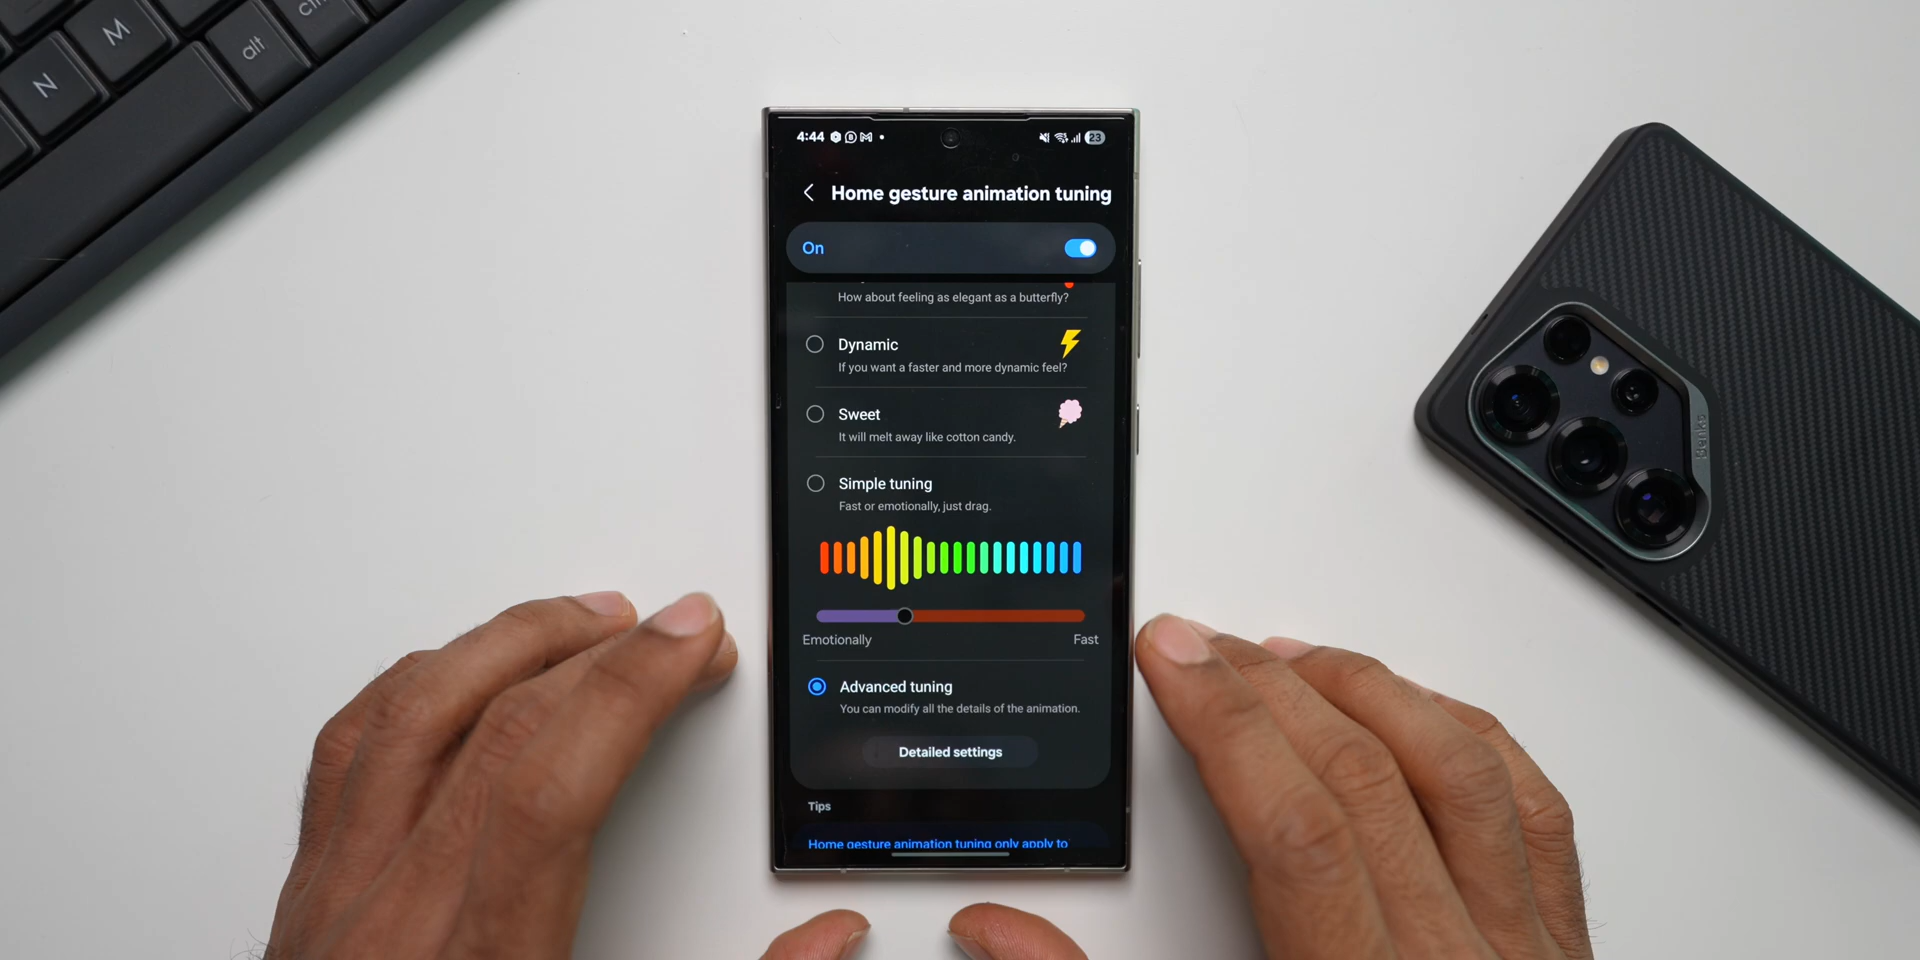 M
N
alt
4:44
23
Home gesture animation tuning
On
How about feeling as elegant as a butterfly?
Dynamic
If you want a faster and more dynamic feel?
Sweet
It will melt away like cotton candy.
Simple tuning
Fast or emotionally, just drag.
Emotionally
Fast
Advanced tuning
You can modify all the details of the animation.
Detailed settings
Tips
Home gesture animation tuning only apply to